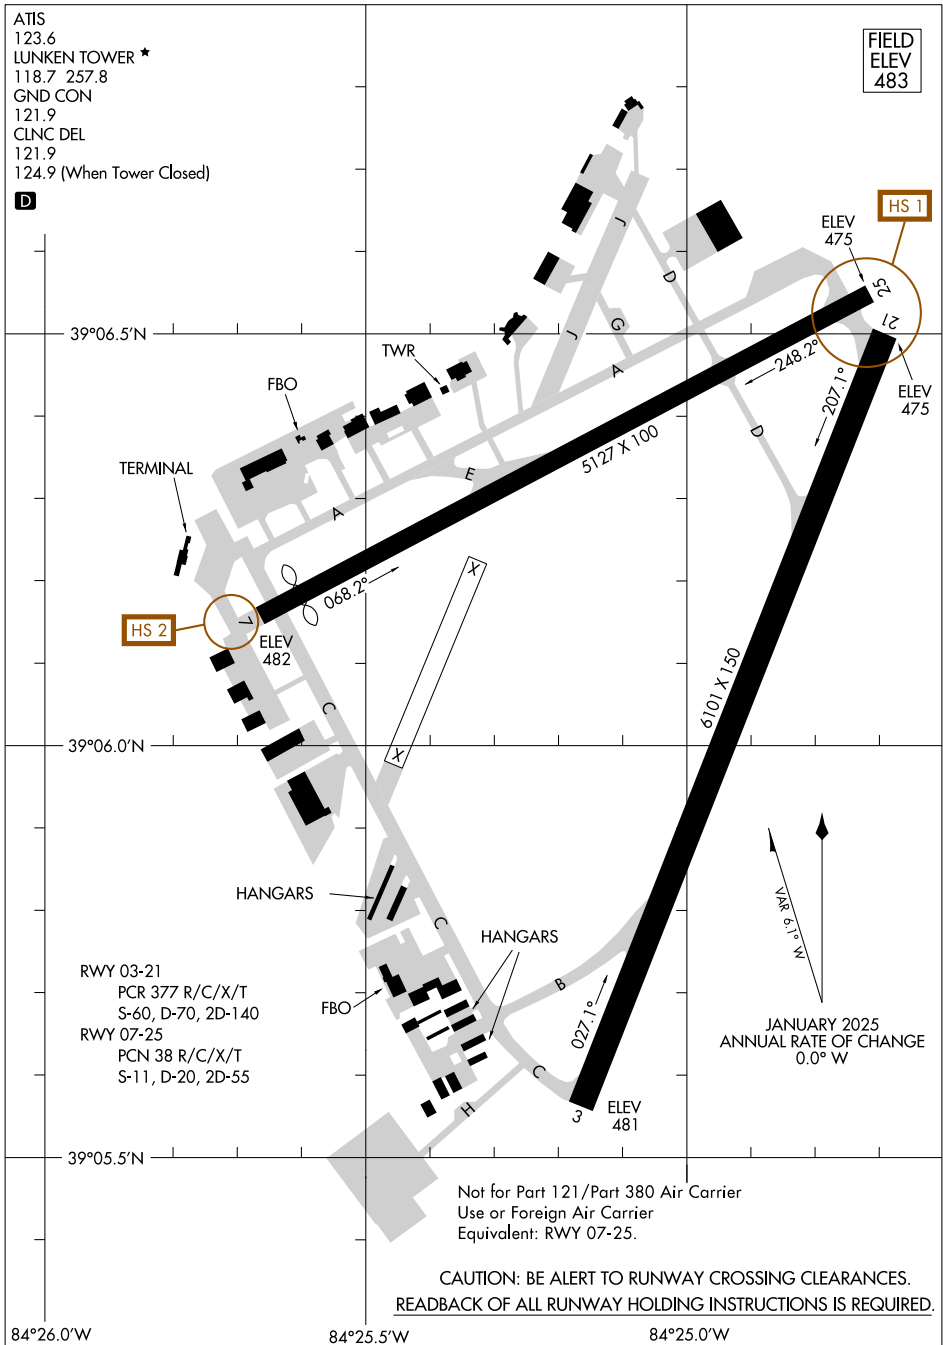 ATIS
123.6
LUNKEN TOWER ★
118.7 257.8
GND CON
121.9
CLNC DEL
121.9
124.9 (When Tower Closed)
D
FIELD
ELEV
483
HS 1
ELEV
475
25
21
J
D
39°06.5'N
G
J
TWR
A
248.2°
207.1°
ELEV
475
FBO
D
5127 X 100
TERMINAL
E
A
X
068.2°
HS 2
7
ELEV
482
C
6101 X 150
39°06.0'N
X
VAR 6.1° W
HANGARS
C
HANGARS
RWY 03-21
PCR 377 R/C/X/T
S-60, D-70, 2D-140
RWY 07-25
PCN 38 R/C/X/T
S-11, D-20, 2D-55
FBO
B
027.1°
JANUARY 2025
ANNUAL RATE OF CHANGE
0.0° W
C
H
3
ELEV
481
39°05.5'N
Not for Part 121/Part 380 Air Carrier
Use or Foreign Air Carrier
Equivalent: RWY 07-25.
CAUTION: BE ALERT TO RUNWAY CROSSING CLEARANCES.
READBACK OF ALL RUNWAY HOLDING INSTRUCTIONS IS REQUIRED.
84°26.0'W
84°25.5'W
84°25.0'W